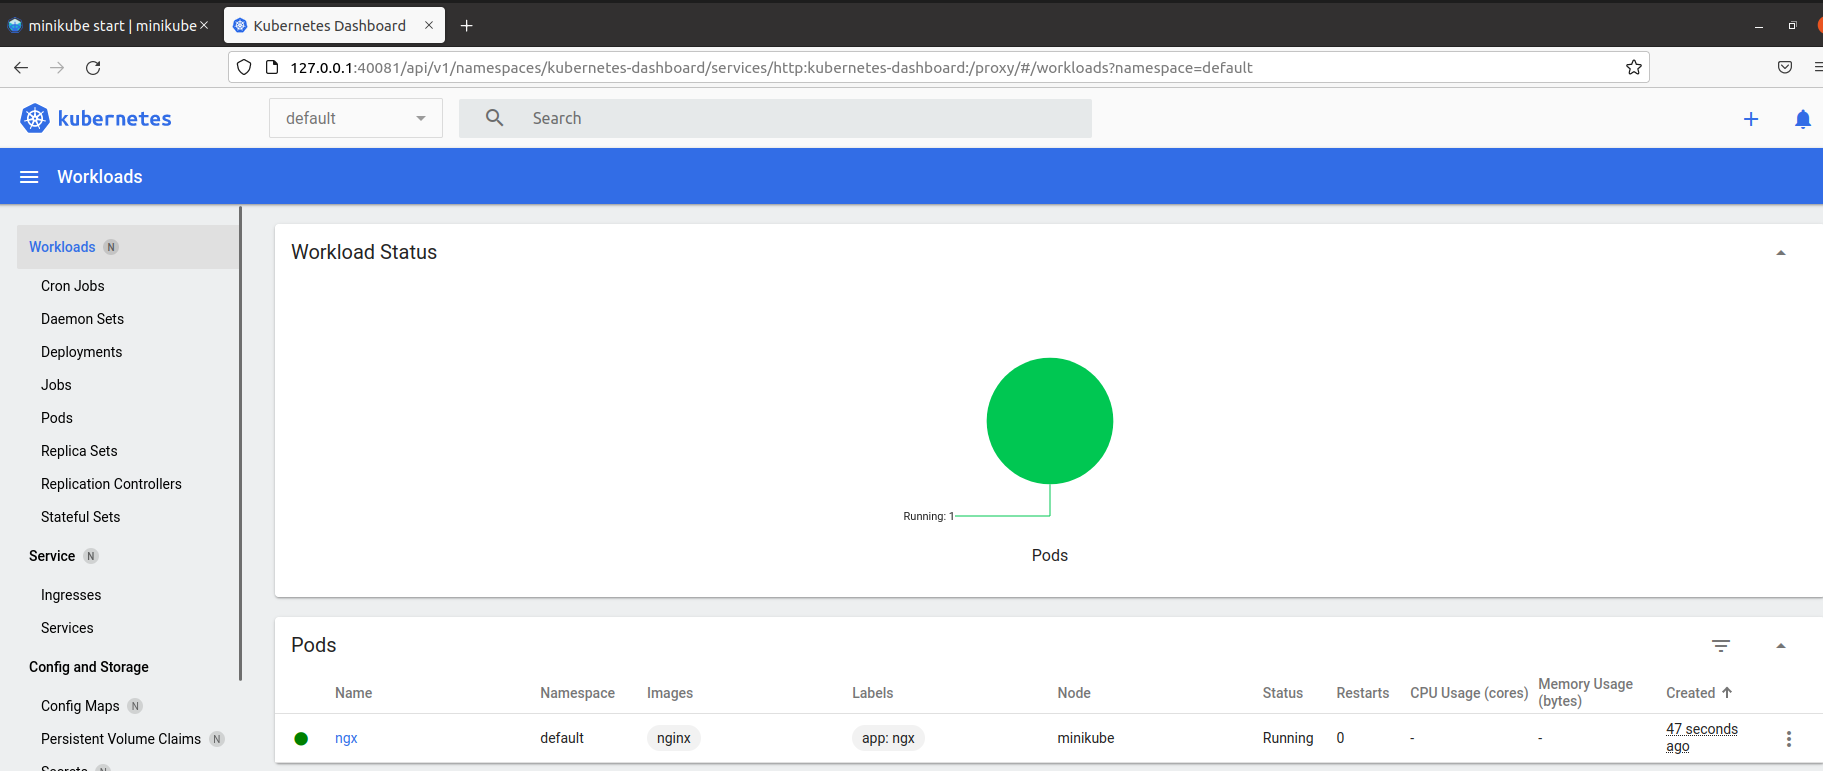 minikube start | minikube
Kubernetes Dashboard
127.0.0.1:40081/api/v1/namespaces/kubernetes-dashboard/services/http:kubernetes-dashboard:/proxy/#/workloads?namespace=default
kubernetes
default
Search
Workloads
Workloads N
Cron Jobs
Daemon Sets
Deployments
Jobs
Pods
Replica Sets
Replication Controllers
Stateful Sets
Service N
Ingresses
Services
Config and Storage
Config Maps N
Persistent Volume Claims N
Secrets N
Workload Status
Running: 1
Pods
Pods
Name Namespace Images Labels Node Status Restarts CPU Usage (cores) Memory Usage (bytes) Created
ngx default nginx app: ngx minikube Running 0 - - 47 seconds ago